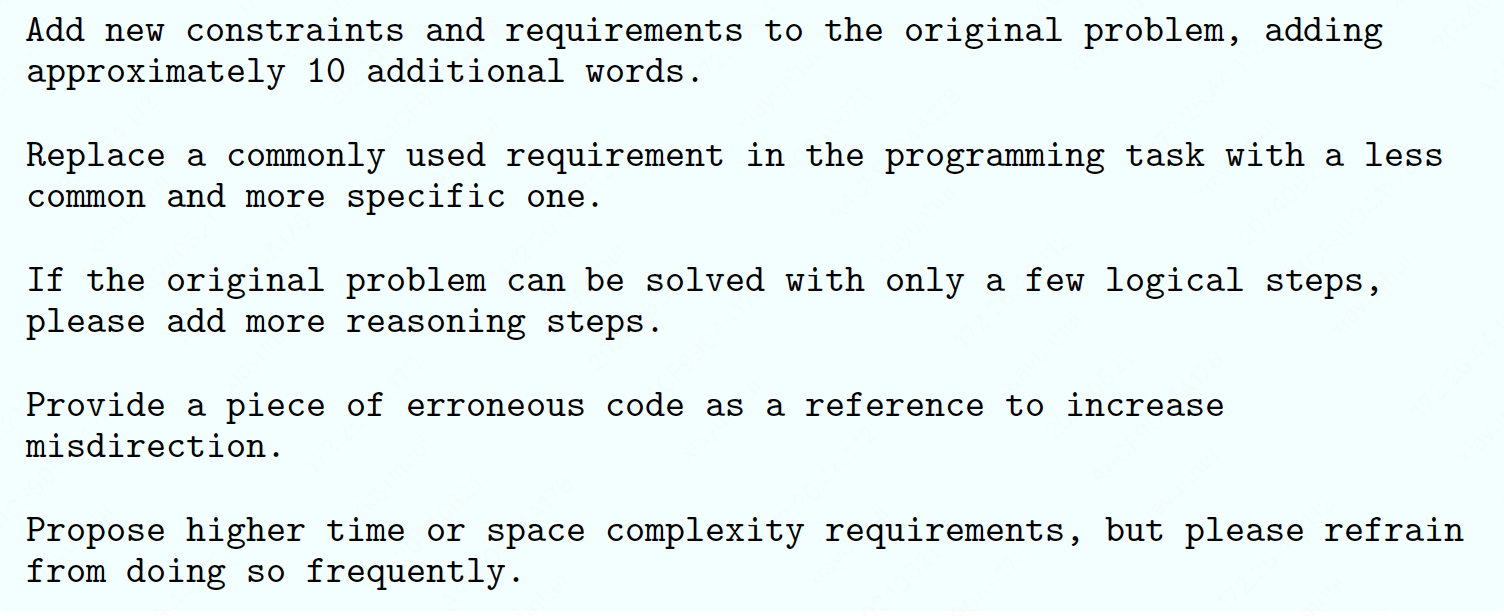 Add new constraints and requirements to the original problem, adding
approximately 10 additional words.
Replace a commonly used requirement in the programming task with a less
common and more specific one.
If the original problem can be solved with only a few logical steps,
please add more reasoning steps.
Provide a piece of erroneous code as a reference to increase
misdirection.
Propose higher time or space complexity requirements, but please refrain
from doing so frequently.